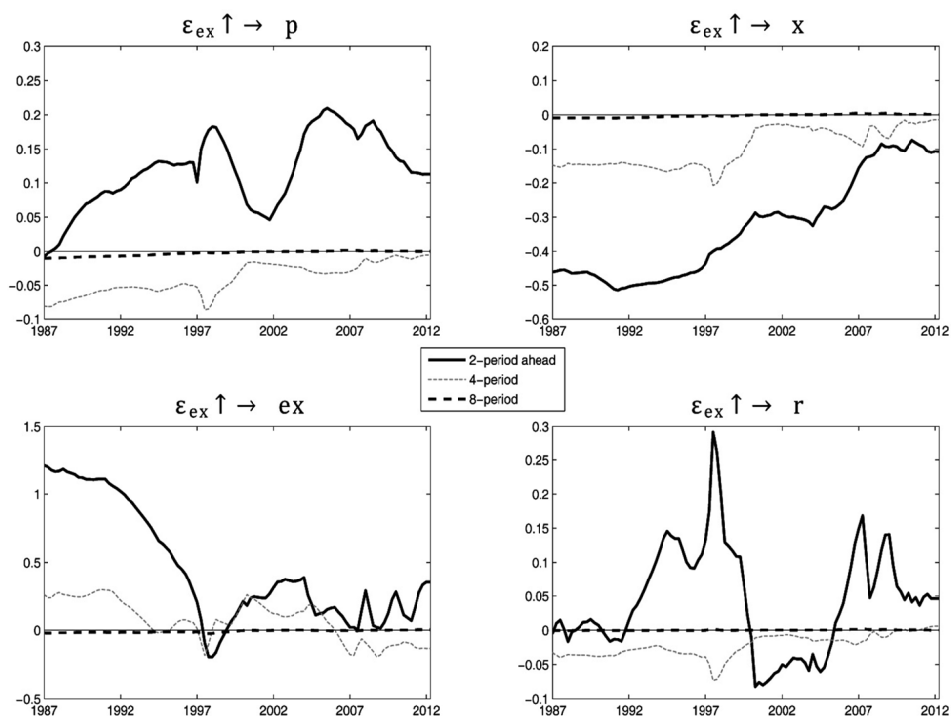 ε_ex ↑ → p
0.3
0.25
0.2
0.15
0.1
0.05
0
−0.05
−0.1
1987 1992 1997 2002 2007 2012
ε_ex ↑ → x
0.2
0.1
0
−0.1
−0.2
−0.3
−0.4
−0.5
−0.6
1987 1992 1997 2002 2007 2012
2-period ahead
4-period
8-period
ε_ex ↑ → ex
1.5
1
0.5
0
−0.5
1987 1992 1997 2002 2007 2012
ε_ex ↑ → r
0.3
0.25
0.2
0.15
0.1
0.05
0
−0.05
−0.1
1987 1992 1997 2002 2007 2012